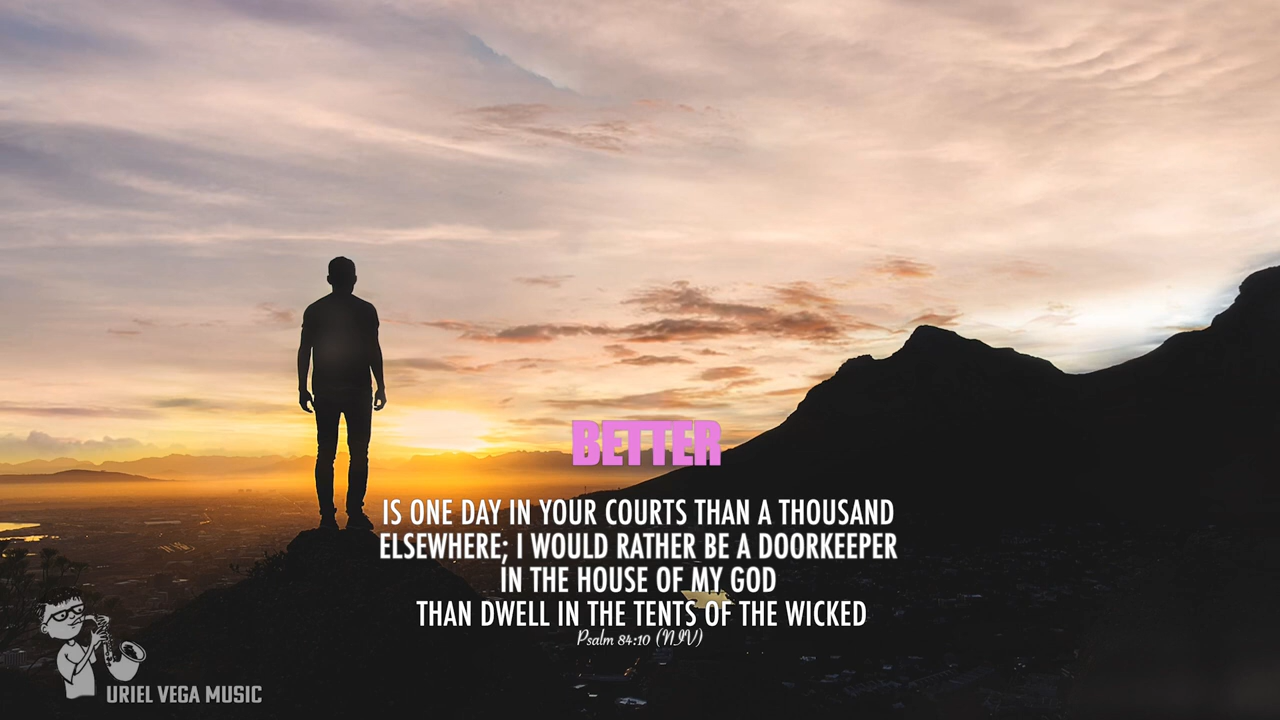 BETTER
IS ONE DAY IN YOUR COURTS THAN A THOUSAND
ELSEWHERE; I WOULD RATHER BE A DOORKEEPER
IN THE HOUSE OF MY GOD
THAN DWELL IN THE TENTS OF THE WICKED
Psalm 84:10 (NIV)
URIEL VEGA MUSIC